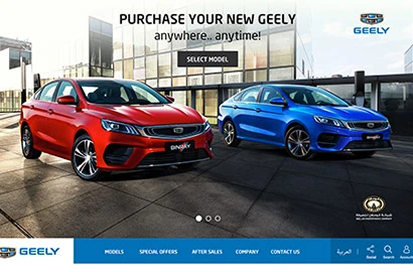 PURCHASE YOUR NEW GEELY
GEELY
anywhere.. anytime!
SELECT MODEL
GEELY
MODELS
SPECIAL OFFERS
AFTER SALES
COMPANY
CONTACT US
العربية
Social
Search